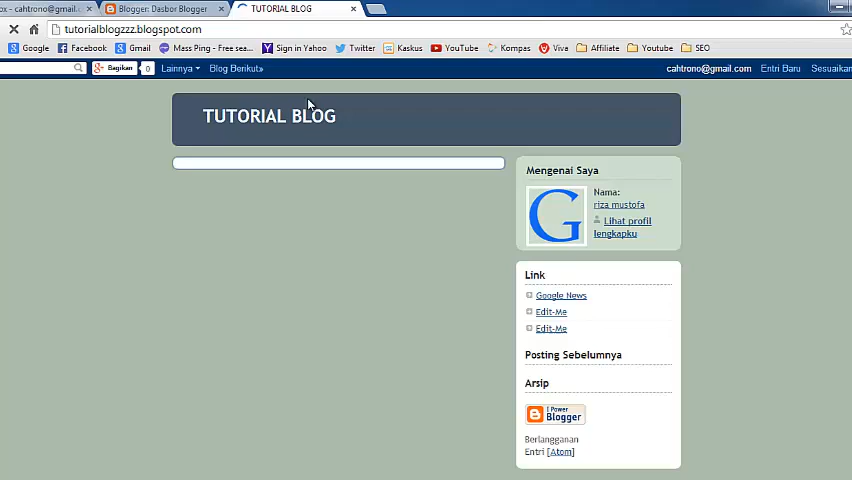 ox - cahtrono@gmail.c
Blogger: Dasbor Blogger
TUTORIAL BLOG
tutorialblogzzz.blogspot.com
Google Facebook Gmail Mass Ping - Free sea... Sign in Yahoo Twitter Kaskus YouTube Kompas Viva Affiliate Youtube SEO
Bagikan 0 Lainnya Blog Berikut» cahtrono@gmail.com Entri Baru Sesuaikan
TUTORIAL BLOG
Mengenai Saya
Nama:
riza mustofa
Lihat profil
lengkapku
G
Link
Google News
Edit-Me
Edit-Me
Posting Sebelumnya
Arsip
I Power
Blogger
Berlangganan
Entri [Atom]